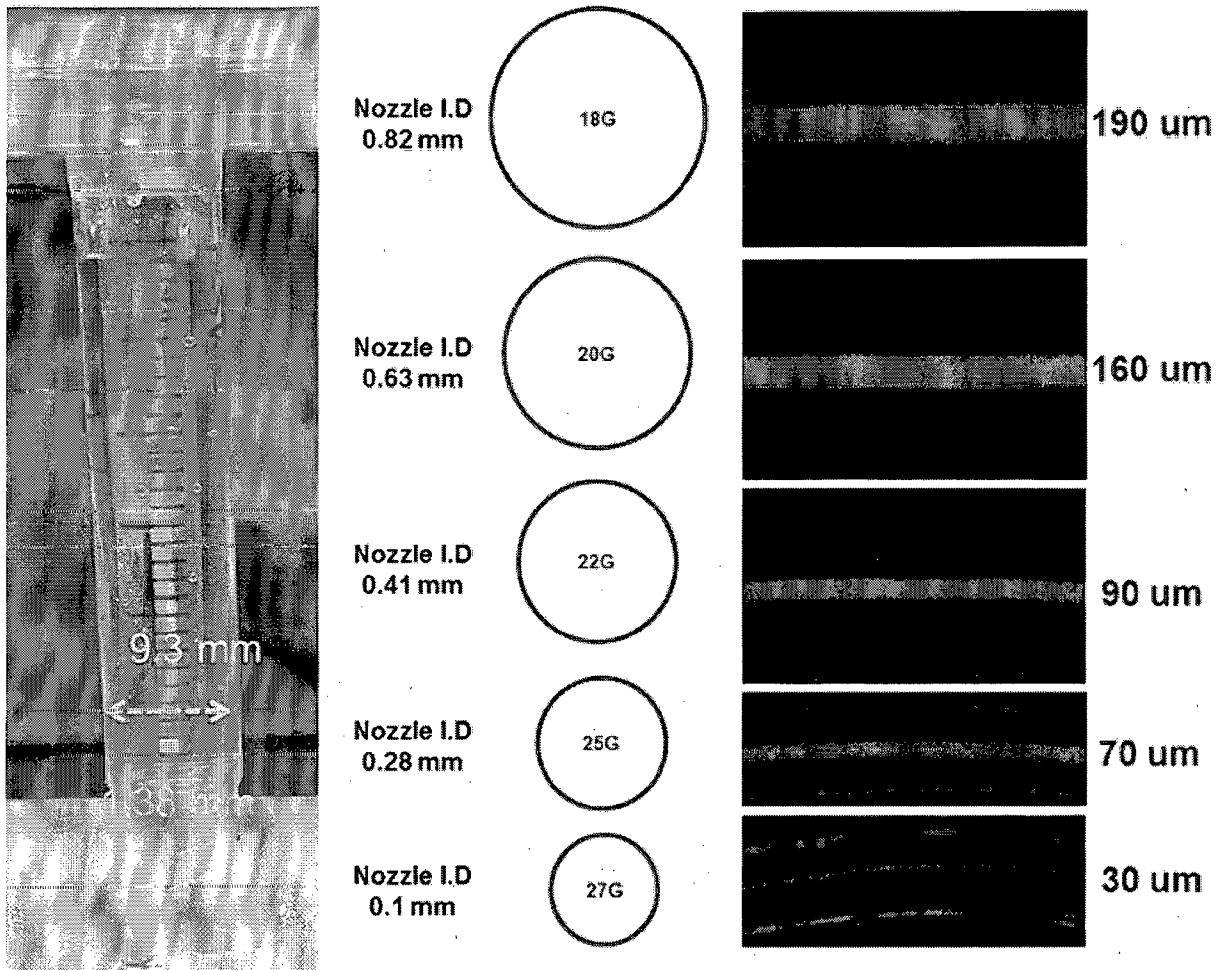 9.3 mm
Nozzle I.D
0.82 mm
18G
190 um
Nozzle I.D
0.63 mm
20G
160 um
Nozzle I.D
0.41 mm
22G
90 um
Nozzle I.D
0.28 mm
25G
70 um
Nozzle I.D
0.1 mm
27G
30 um